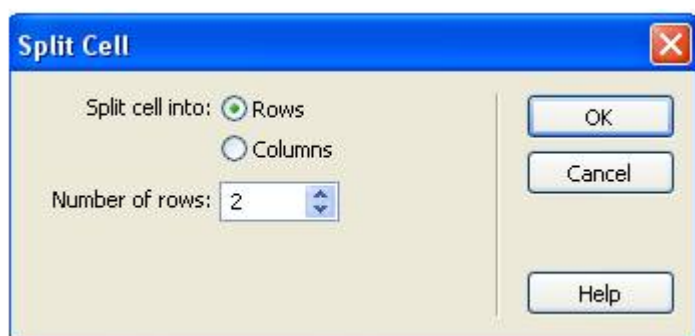 Split Cell
Split cell into: Rows
Columns
Number of rows: 2
OK
Cancel
Help